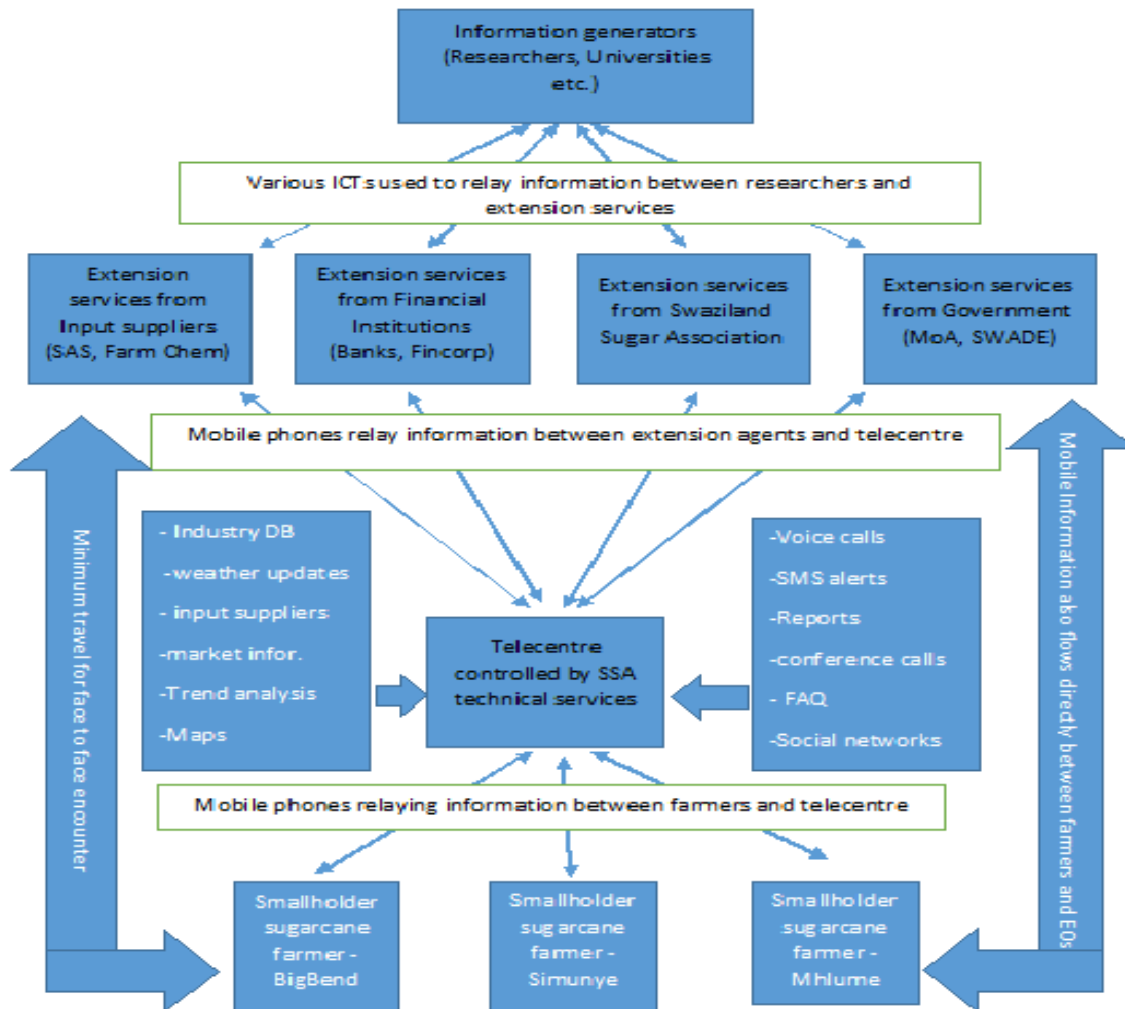 Information generators
(Researchers, Universities
etc.)
Various ICTs used to relay information between researchers and
extension services
Extension
services from
Input suppliers
(SAS, Farm Chem)
Extension services
from Financial
Institutions
(Banks, Fincorp)
Extension services
from Swaziland
Sugar Association
Extension services
from Government
(MoA, SWADE)
Mobile phones relay information between extension agents and telecentre
Minimum travel for face to face encounter
- Industry DB
-weather updates
- input suppliers
-market infor.
-Trend analysis
-Maps
Telecentre
controlled by SSA
technical services
-Voice calls
-SMS alerts
-Reports
-conference calls
- FAQ
-Social networks
Mobile Information also flows directly between farmers and EOs
Mobile phones relaying information between farmers and telecentre
Smallholder
sugarcane
farmer -
BigBend
Smallholder
sugarcane
farmer -
Simunye
Smallholder
sugarcane
farmer -
Mhlume